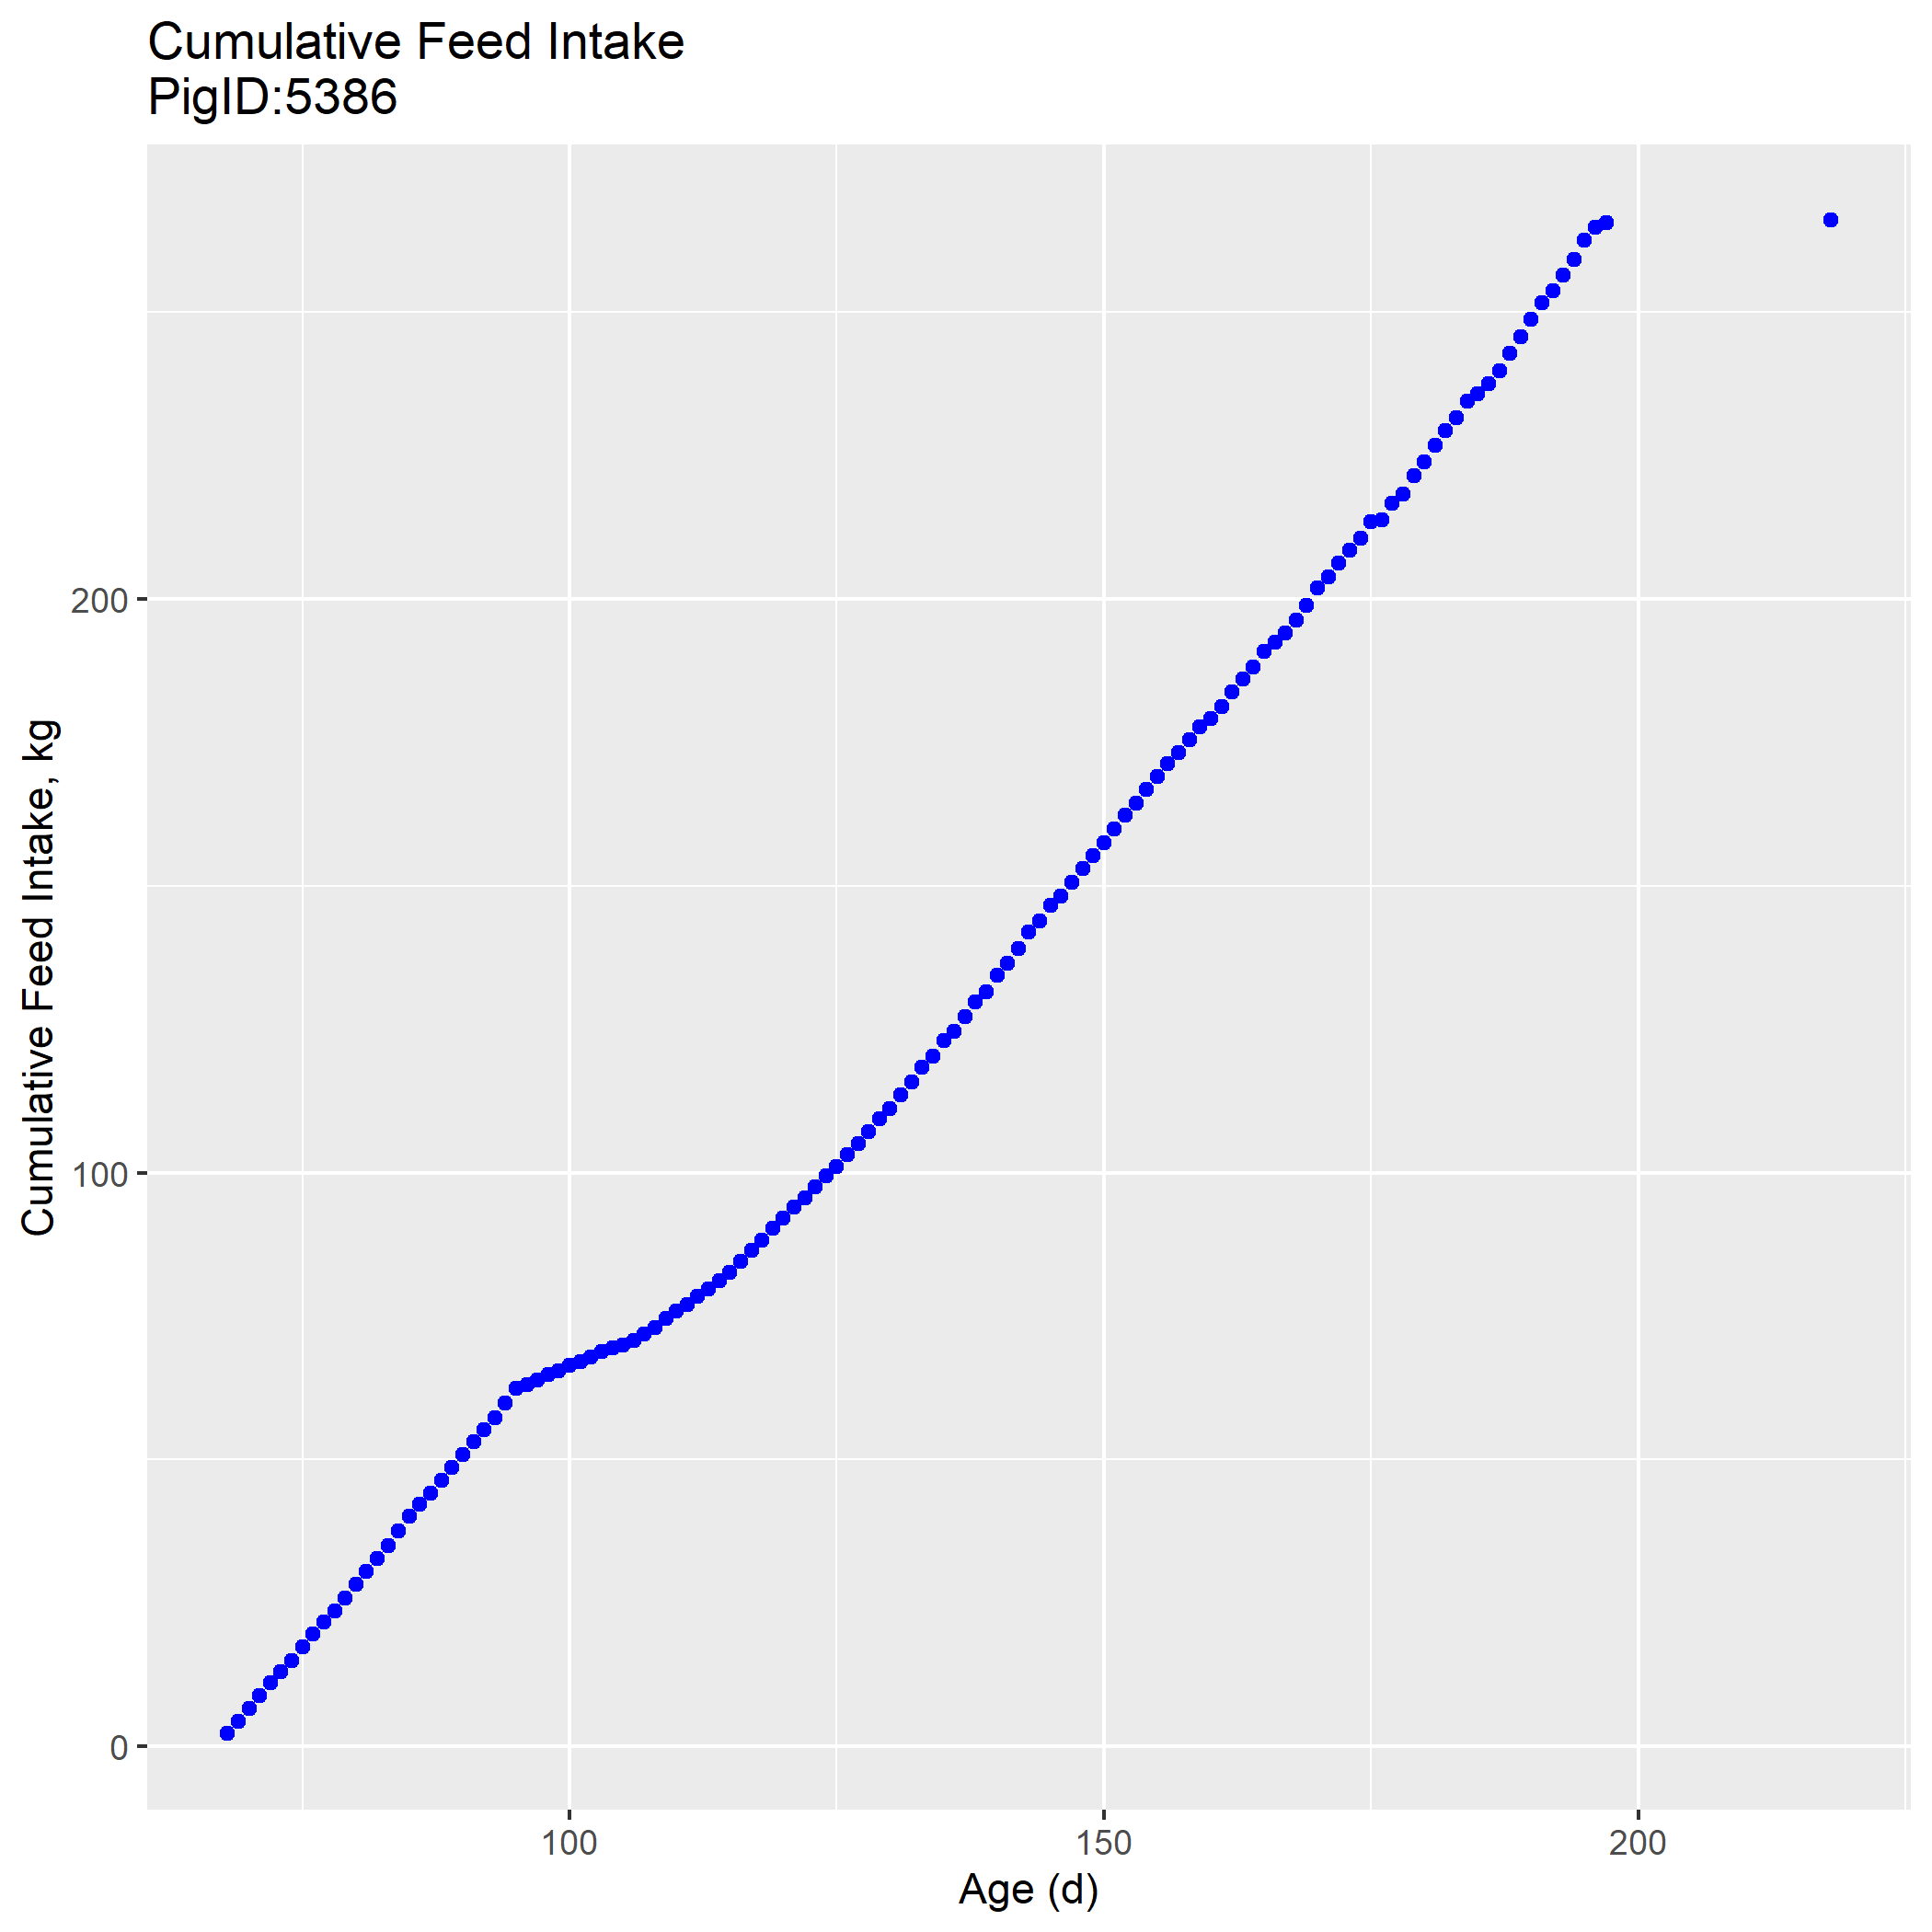 Cumulative Feed Intake
PigID:5386
Cumulative Feed Intake, kg
200
100
0
100
150
200
Age (d)